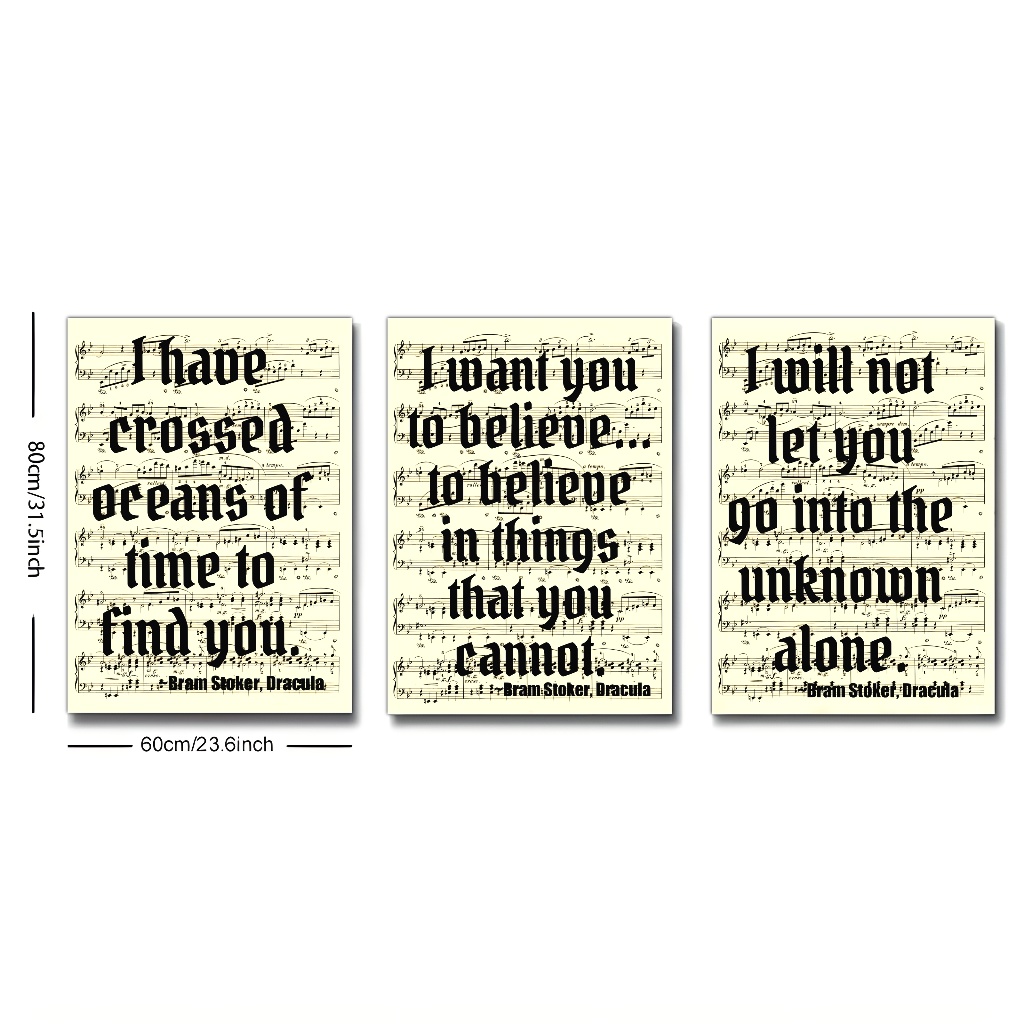 80cm/31.5inch
I have
crossed
oceans of
time to
find you.
~Bram Stoker, Dracula
60cm/23.6inch
I want you
to believe...
to believe
in things
that you
cannot.
~Bram Stoker, Dracula
I will not
let you
go into the
unknown
alone.
~Bram Stoker, Dracula